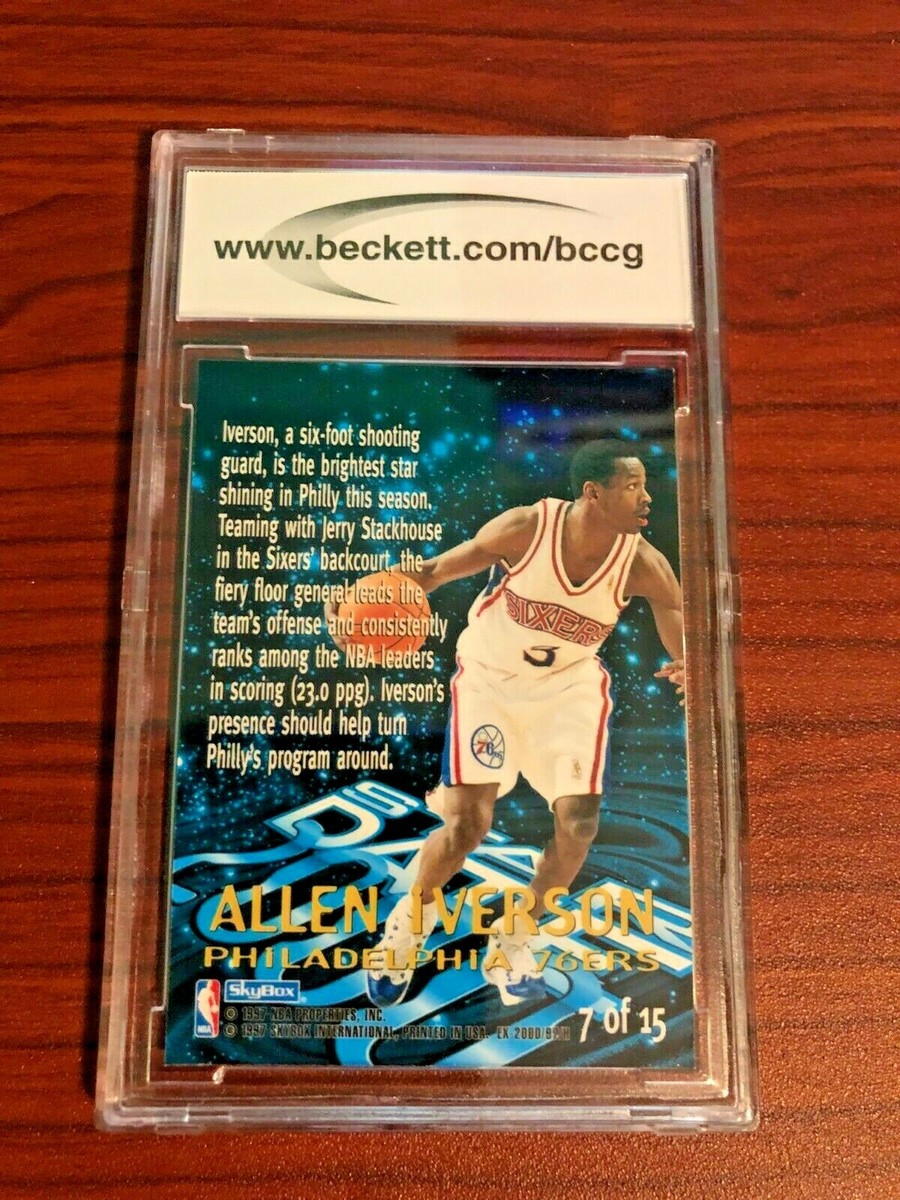 www.beckett.com/bccg
Iverson, a six-foot shooting
guard, is the brightest star
shining in Philly this season.
Teaming with Jerry Stackhouse
in the Sixers' backcourt, the
fiery floor general leads the
team's offense and consistently
ranks among the NBA leaders
in scoring (23.0 ppg). Iverson's
presence should help turn
Philly's program around.
SIXERS
3
76ers
ALLEN IVERSON
PHILADELPHIA 76ERS
SkyBox
NBA
© 1997 NBA PROPERTIES, INC.
© 1997 SKYBOX INTERNATIONAL, PRINTED IN USA.
7 of 15